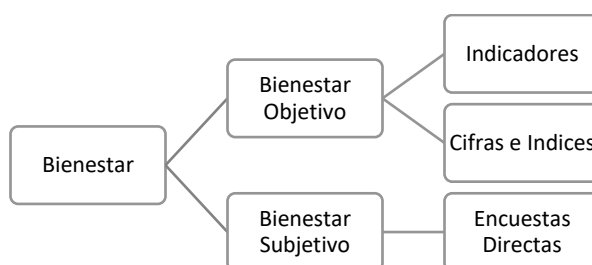 Indicadores
Bienestar
Objetivo
Cifras e Indices
Bienestar
Bienestar
Subjetivo
Encuestas
Directas